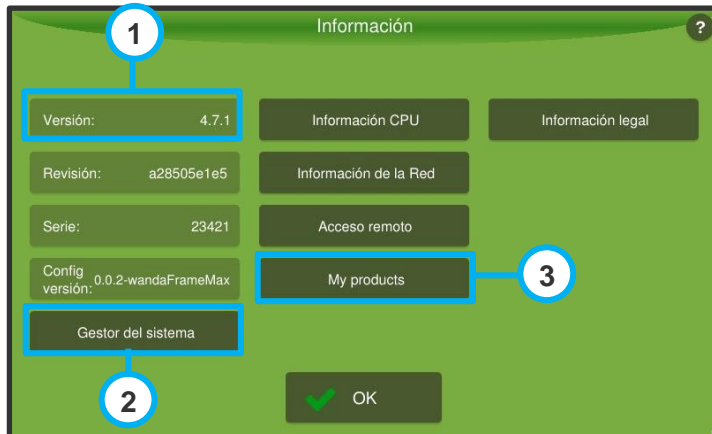 1
Información
?
Versión: 4.7.1
Información CPU
Información legal
Revisión: a28505e1e5
Información de la Red
Serie: 23421
Acceso remoto
Config
versión: 0.0.2-wandaFrameMax
My products
3
Gestor del sistema
2
OK